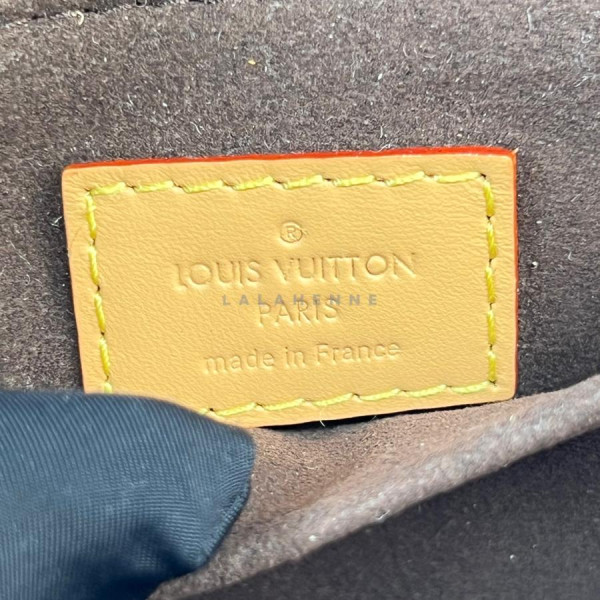 ®
LOUIS VUITTON
LALAHENNE
PARIS
made in France